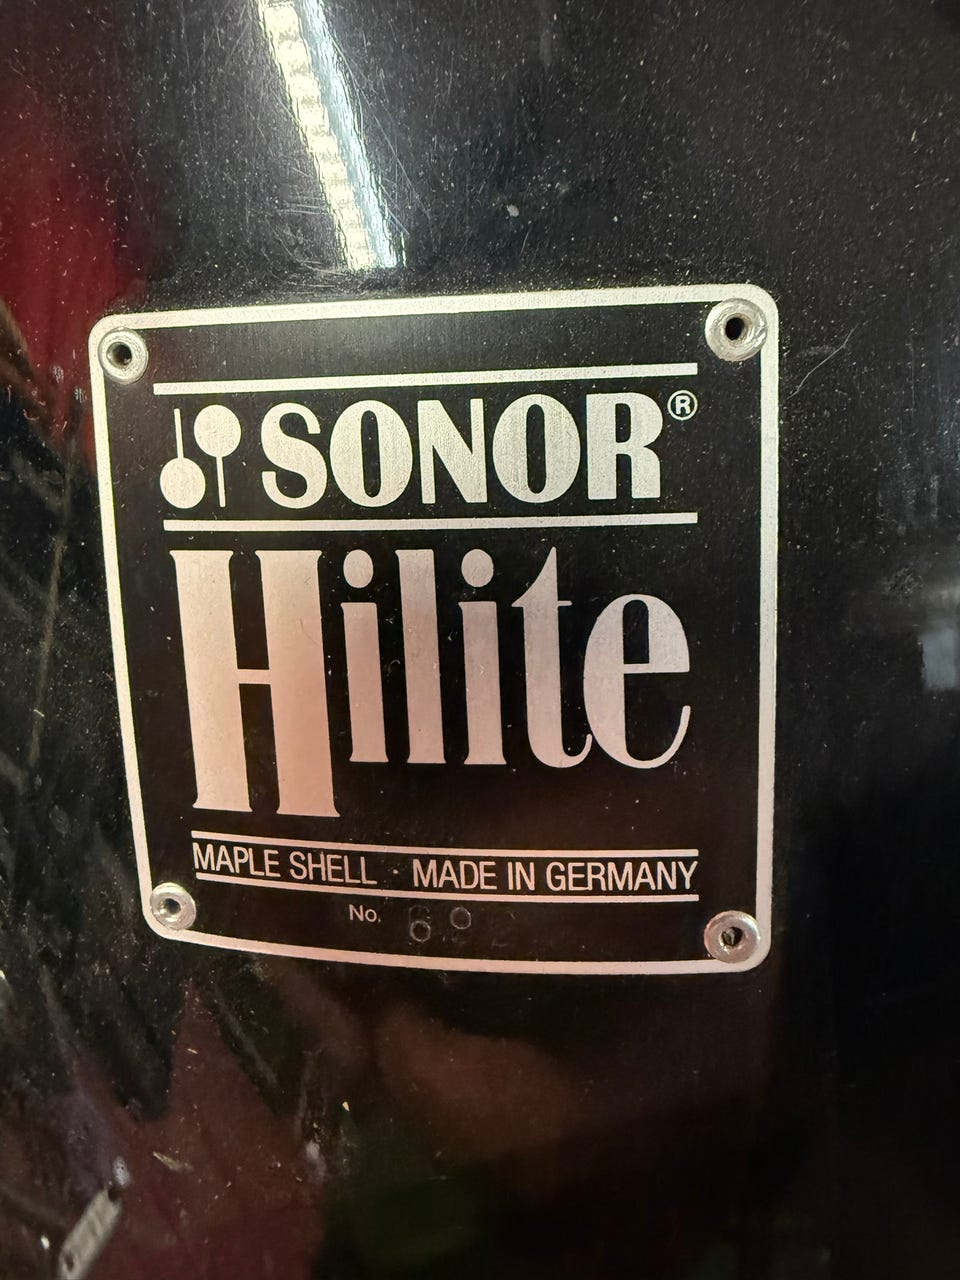 SONOR®
Hilite
MAPLE SHELL · MADE IN GERMANY
No.